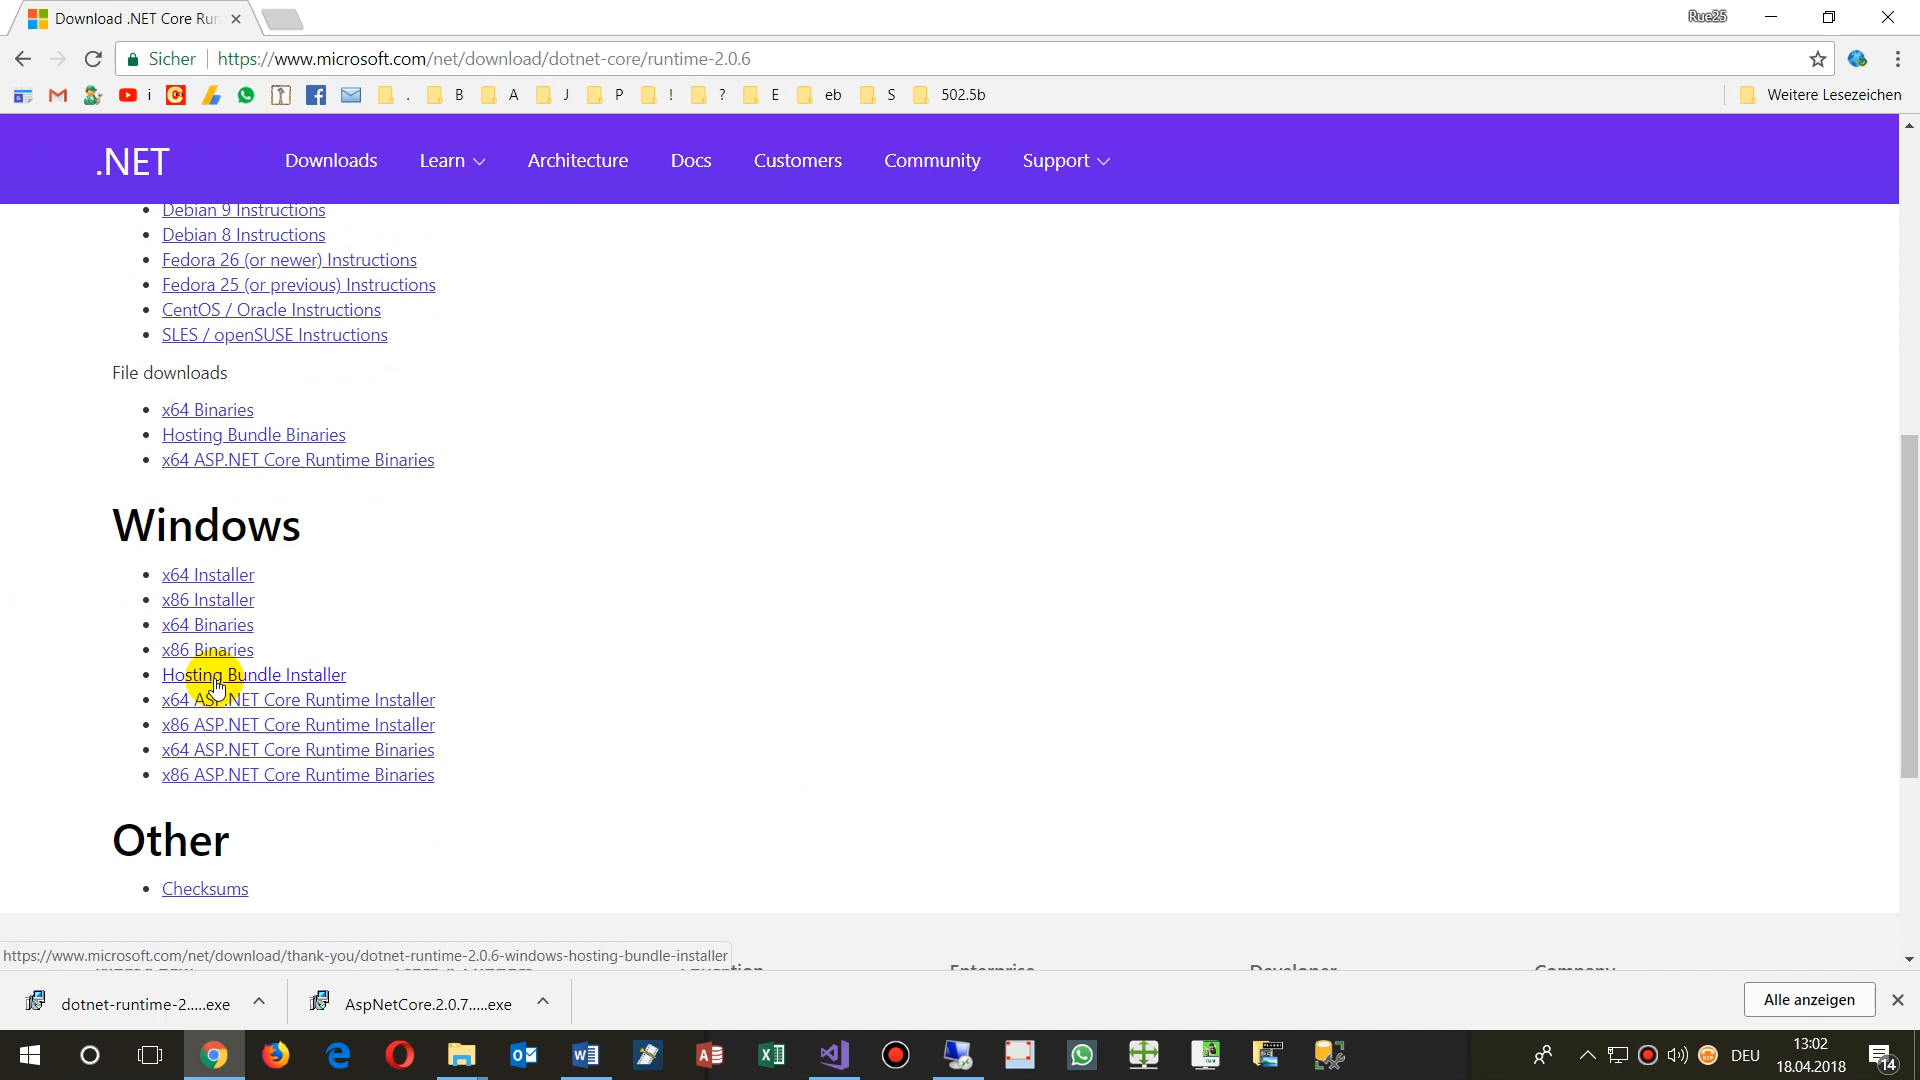 Download .NET Core Run
Rue25
Sicher https://www.microsoft.com/net/download/dotnet-core/runtime-2.0.6
i . B A J P ! ? E eb S 502.5b Weitere Lesezeichen
.NET Downloads Learn Architecture Docs Customers Community Support
Debian 9 Instructions
Debian 8 Instructions
Fedora 26 (or newer) Instructions
Fedora 25 (or previous) Instructions
CentOS / Oracle Instructions
SLES / openSUSE Instructions
File downloads
x64 Binaries
Hosting Bundle Binaries
x64 ASP.NET Core Runtime Binaries
Windows
x64 Installer
x86 Installer
x64 Binaries
x86 Binaries
Hosting Bundle Installer
x64 ASP.NET Core Runtime Installer
x86 ASP.NET Core Runtime Installer
x64 ASP.NET Core Runtime Binaries
x86 ASP.NET Core Runtime Binaries
Other
Checksums
https://www.microsoft.com/net/download/thank-you/dotnet-runtime-2.0.6-windows-hosting-bundle-installer
Enterprise Developer Company
dotnet-runtime-2.....exe AspNetCore.2.0.7.....exe Alle anzeigen
DEU 13:02
18.04.2018 14